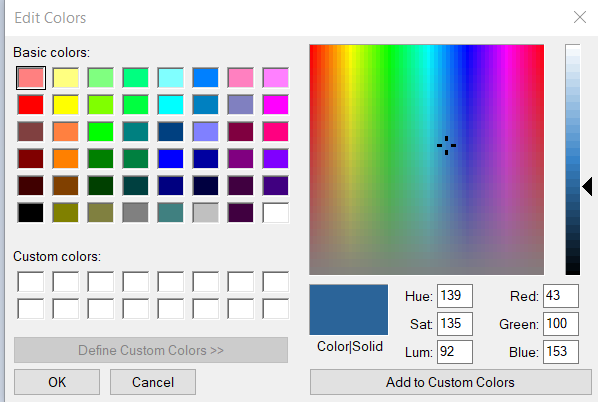 Edit Colors
Basic colors:
Custom colors:
Define Custom Colors >>
OK Cancel
Color|Solid
Hue: 139 Red: 43
Sat: 135 Green: 100
Lum: 92 Blue: 153
Add to Custom Colors